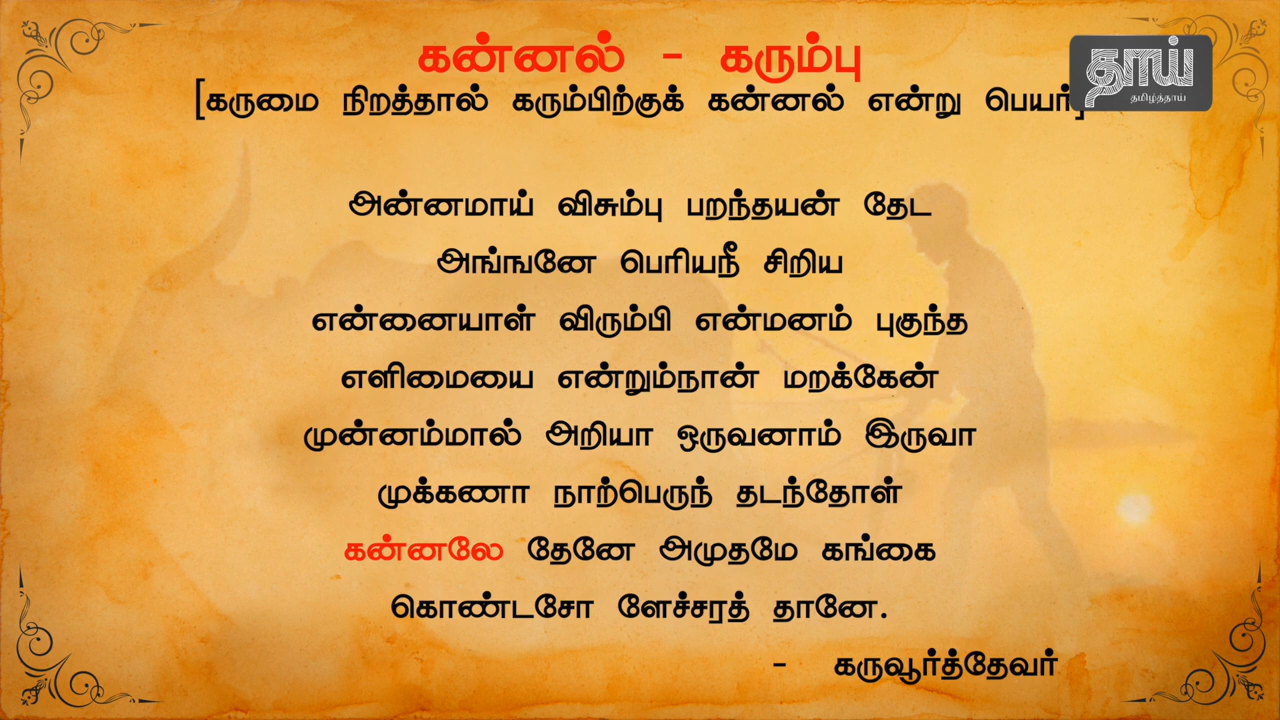 கன்னல் - கரும்பு
[கருமை நிறத்தால் கரும்பிற்குக் கன்னல் என்று பெயர்]
தாய்
தமிழ்த்தாய்
அன்னமாய் விசும்பு பறந்தயன் தேட
அங்ஙனே பெரியநீ சிறிய
என்னையாள் விரும்பி என்மனம் புகுந்த
எளிமையை என்றும்நான் மறக்கேன்
முன்னம்மால் அறியா ஒருவனாம் இருவா
முக்கணா நாற்பெருந் தடந்தோள்
கன்னலே தேனே அமுதமே கங்கை
கொண்டசோ ளேச்சரத் தானே.
- கருவூர்த்தேவர்